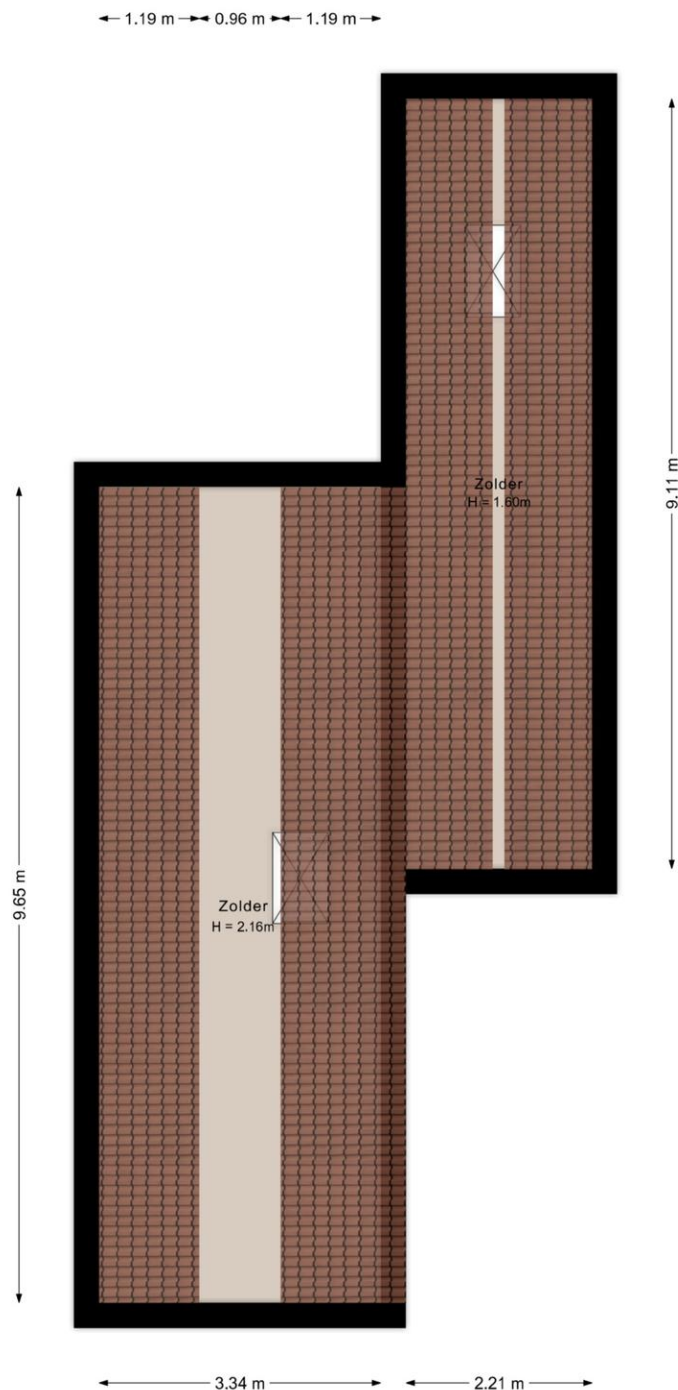 1.19 m 0.96 m 1.19 m
Zolder
H = 1.60m
9.11 m
9.65 m
Zolder
H = 2.16m
3.34 m 2.21 m